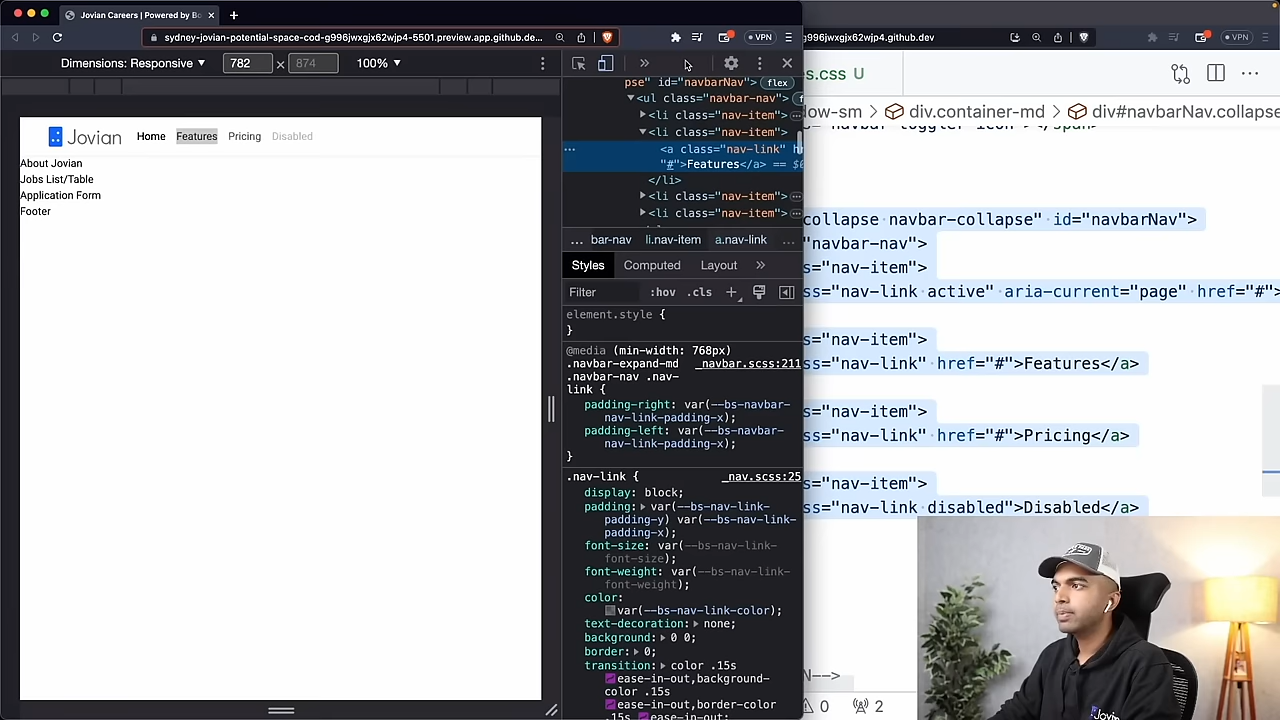 Jovian Careers | Powered by Bo
sydney-jovian-potential-space-cod-g996jwxgjx62wjp4-5501.preview.app.github.de...
VPN
g996jwxgjx62wjp4.github.dev
VPN
Dimensions: Responsive
782
×
874
100%
s.css U
Jovian
Home
Features
Pricing
Disabled
About Jovian
Jobs List/Table
Application Form
Footer
pse" id="navbarNav">
flex
<ul class="navbar-nav">
<li class="nav-item">
<li class="nav-item">
<a class="nav-link" h
"#">Features</a> == $0
</li>
<li class="nav-item">
<li class="nav-item">
... bar-nav li.nav-item a.nav-link ...
Styles Computed Layout »
Filter :hov .cls +
element.style {
}
@media (min-width: 768px)
.navbar-expand-md _navbar.scss:211
.navbar-nav .nav-
link {
padding-right: var(--bs-navbar-
nav-link-padding-x);
padding-left: var(--bs-navbar-
nav-link-padding-x);
}
.nav-link { _nav.scss:25
display: block;
padding: var(--bs-nav-link-
padding-y) var(--bs-nav-link-
padding-x);
font-size: var(--bs-nav-link-
font-size);
font-weight: var(--bs-nav-link-
font-weight);
color:
var(--bs-nav-link-color);
text-decoration: none;
background: 0 0;
border: 0;
transition: color .15s
ease-in-out,background-
color .15s
ease-in-out,border-color
.15s ease-in-out;
low-sm > div.container-md > div#navbarNav.collapse
collapse navbar-collapse" id="navbarNav">
"navbar-nav">
ss="nav-item">
ss="nav-link active" aria-current="page" href="#">
s="nav-item">
ss="nav-link" href="#">Features</a>
s="nav-item">
ss="nav-link" href="#">Pricing</a>
s="nav-item">
ss="nav-link disabled">Disabled</a>
N-->
0
2
Jovian